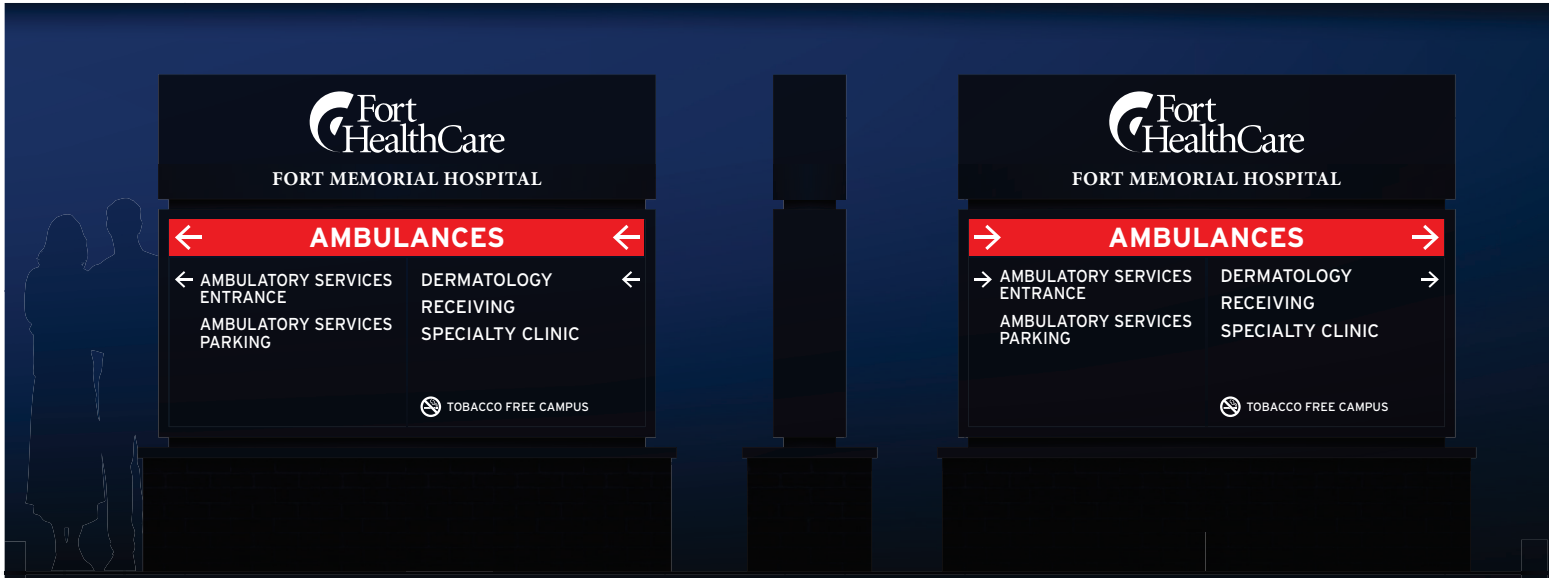 Fort
HealthCare
FORT MEMORIAL HOSPITAL
AMBULANCES
AMBULATORY SERVICES
ENTRANCE
AMBULATORY SERVICES
PARKING
DERMATOLOGY
RECEIVING
SPECIALTY CLINIC
TOBACCO FREE CAMPUS
Fort
HealthCare
FORT MEMORIAL HOSPITAL
AMBULANCES
AMBULATORY SERVICES
ENTRANCE
AMBULATORY SERVICES
PARKING
DERMATOLOGY
RECEIVING
SPECIALTY CLINIC
TOBACCO FREE CAMPUS